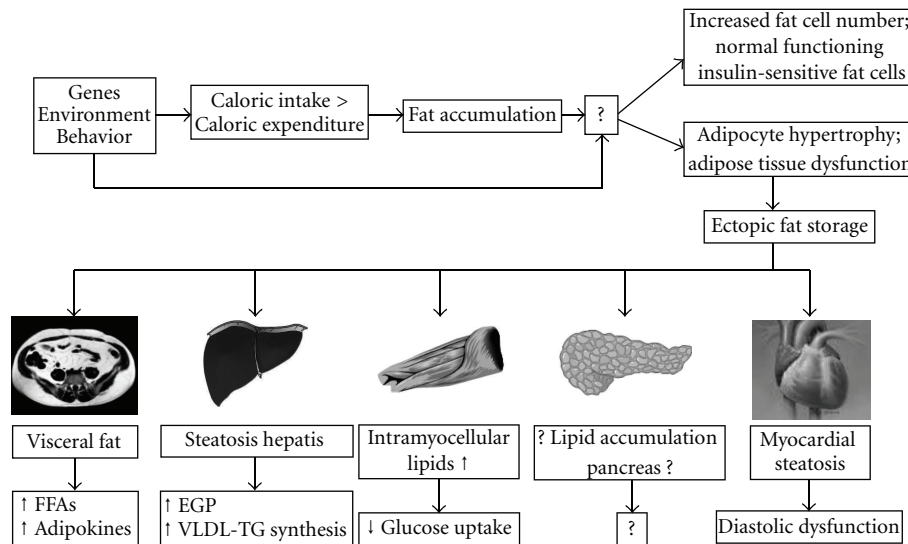 Increased fat cell number;
normal functioning
insulin-sensitive fat cells
Genes
Environment
Behavior
Caloric intake >
Caloric expenditure
Fat accumulation
?
Adipocyte hypertrophy;
adipose tissue dysfunction
Ectopic fat storage
Visceral fat
Steatosis hepatis
Intramyocellular
lipids ↑
? Lipid accumulation
pancreas ?
Myocardial
steatosis
↑ FFAs
↑ Adipokines
↑ EGP
↑ VLDL-TG synthesis
↓ Glucose uptake
?
Diastolic dysfunction